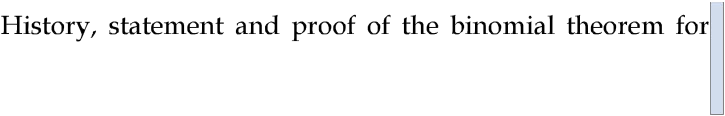 History, statement and proof of the binomial theorem for